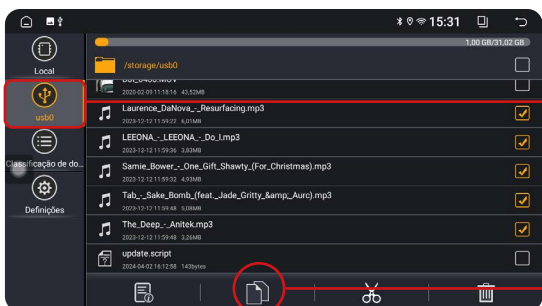 15:31
1,00 GB/31,02 GB
Local
/storage/usb0
2020-02-09 11:18:16 43,52MB
usb0
Laurence_DaNova_-_Resurfacing.mp3
2023-12-12 11:59:22 6,01MB
LEEONA_-_LEEONA_-_Do_I.mp3
2023-12-12 11:59:36 3,83MB
Classificação de do...
Samie_Bower_-_One_Gift_Shawty_(For_Christmas).mp3
2023-12-12 11:59:32 4,93MB
Definições
Tab_-_Sake_Bomb_(feat._Jade_Gritty_&amp;_Aurc).mp3
2023-12-12 11:59:48 5,08MB
The_Deep_-_Anitek.mp3
2023-12-12 11:59:48 3,26MB
update.script
2024-04-02 16:12:58 143bytes